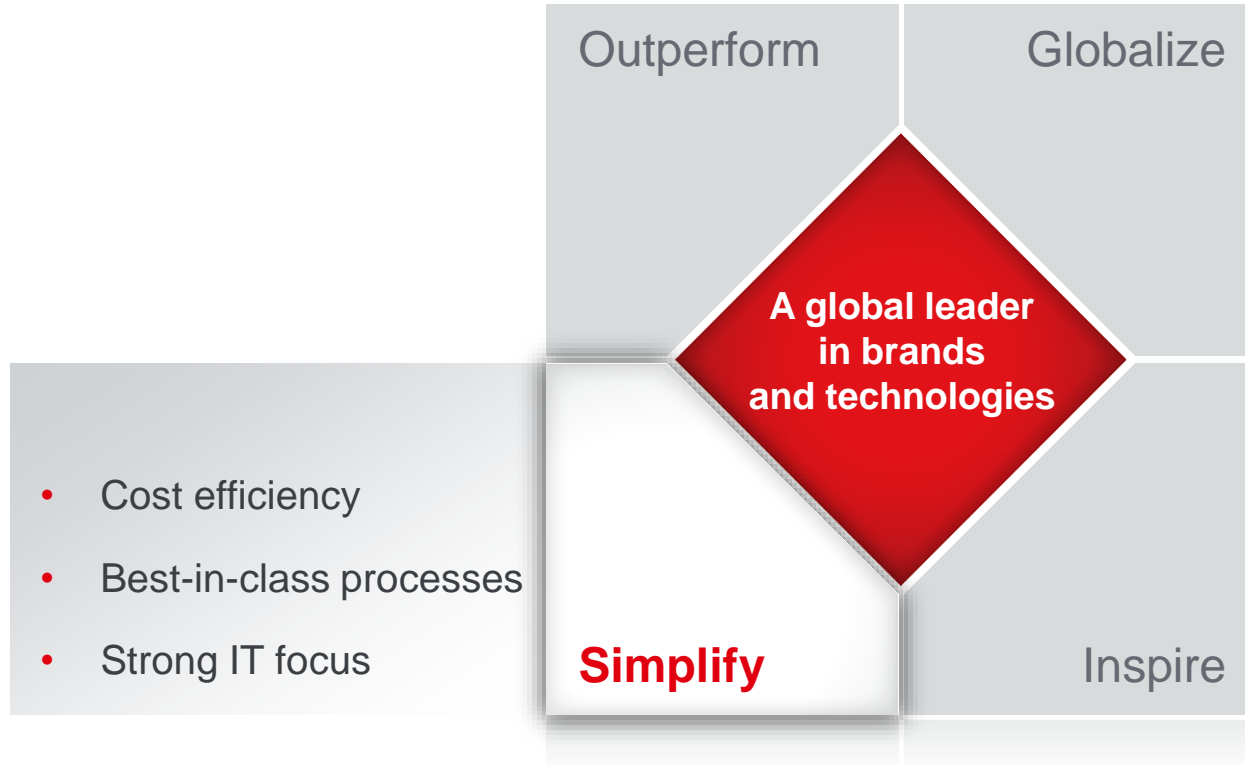 Outperform
Globalize
A global leader
in brands
and technologies
• Cost efficiency
• Best-in-class processes
• Strong IT focus
Simplify
Inspire